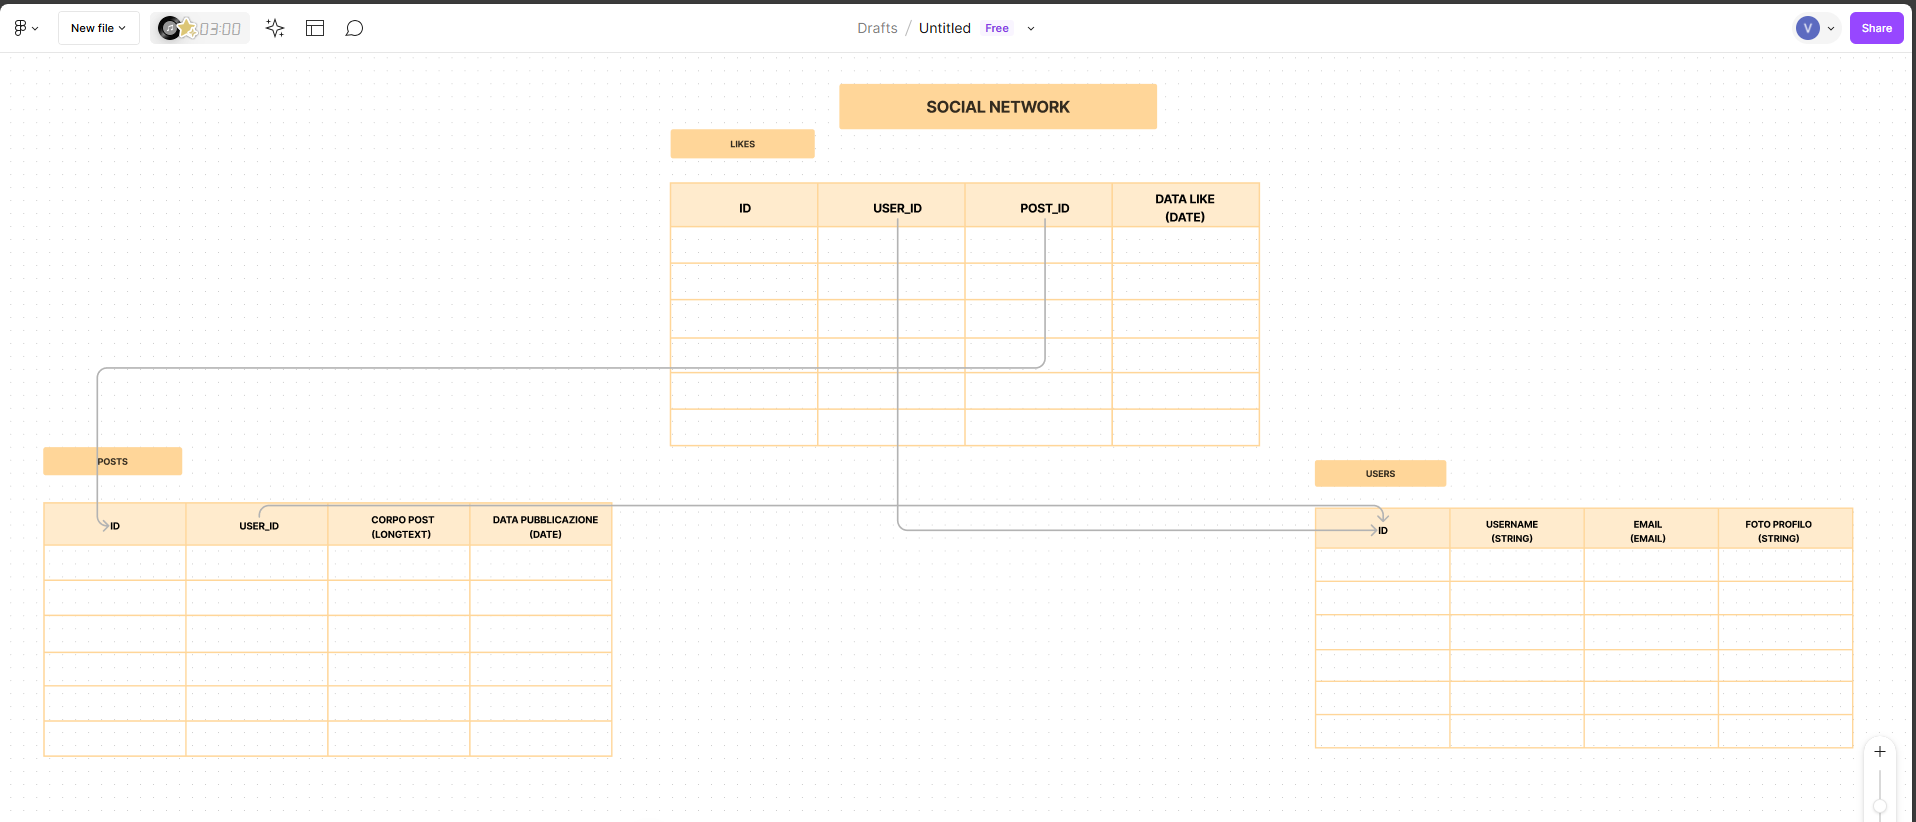 New file
03:00
Drafts / Untitled Free
V
Share
SOCIAL NETWORK
LIKES
ID
USER_ID
POST_ID
DATA LIKE
(DATE)
POSTS
ID
USER_ID
CORPO POST
(LONGTEXT)
DATA PUBBLICAZIONE
(DATE)
USERS
ID
USERNAME
(STRING)
EMAIL
(EMAIL)
FOTO PROFILO
(STRING)